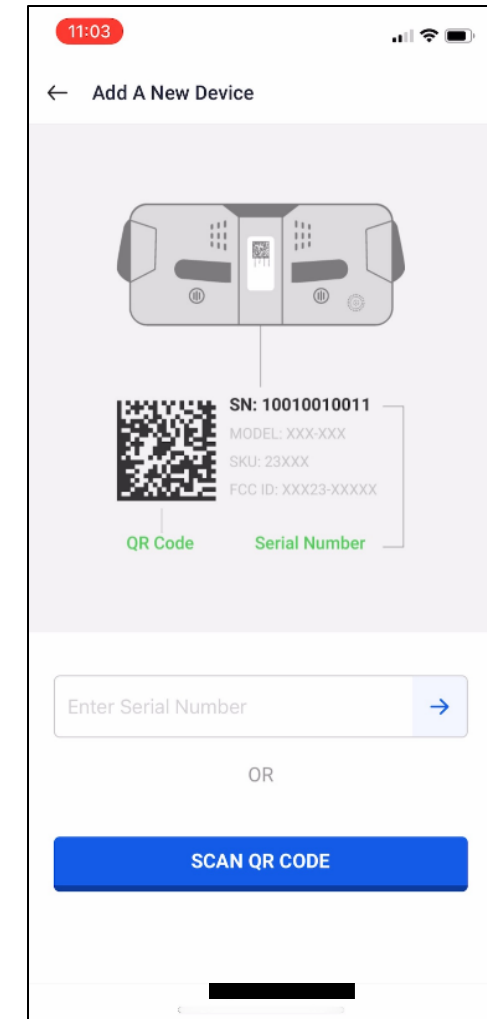 11:03
Add A New Device
SN: 10010010011
MODEL: XXX-XXX
SKU: 23XXX
FCC ID: XXX23-XXXXX
QR Code
Serial Number
Enter Serial Number
OR
SCAN QR CODE